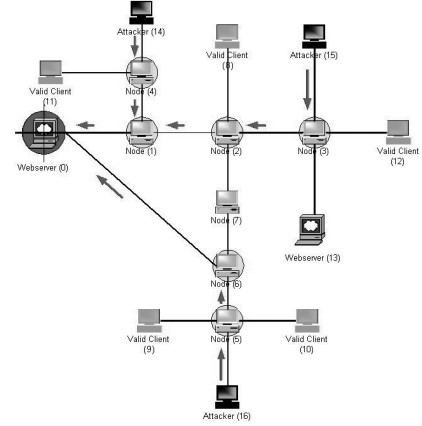 Attacker (14)
Valid Client
(8)
Attacker (15)
Valid Client
(11)
Node (4)
Webserver (0)
Node (1)
Node (2)
Node (3)
Valid Client
(12)
Node (7)
Webserver (13)
Node (6)
Valid Client
(9)
Node (5)
Valid Client
(10)
Attacker (16)